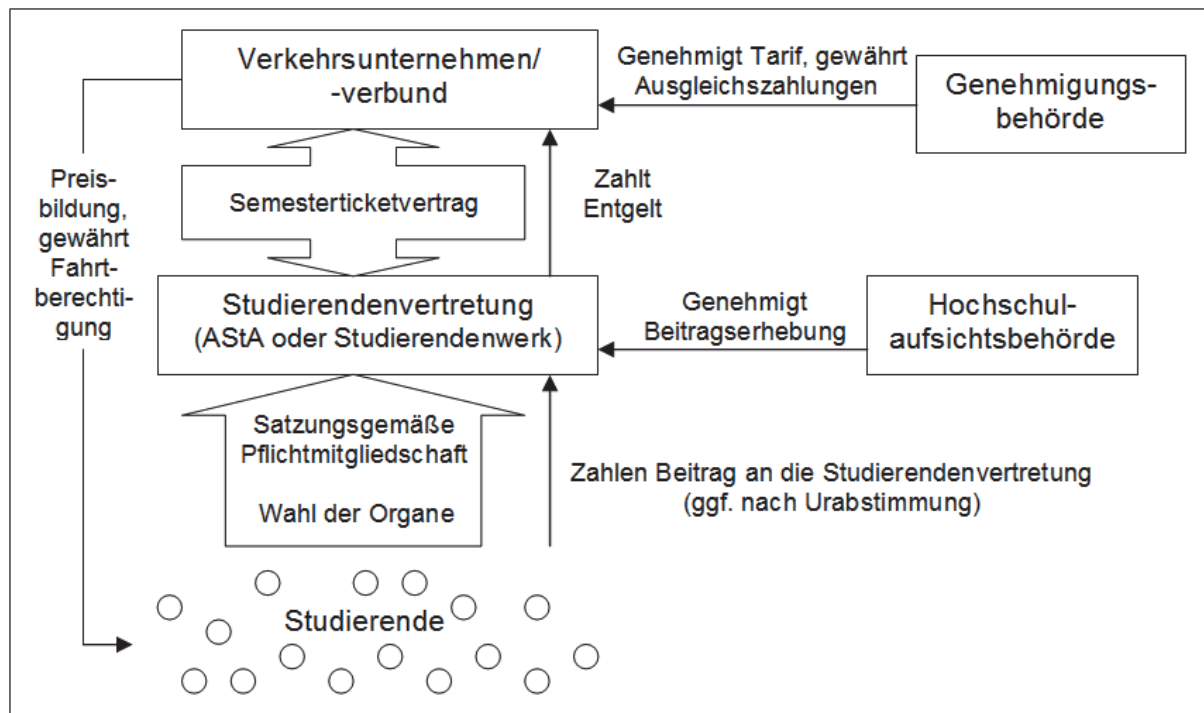 Verkehrsunternehmen/
-verbund
Genehmigt Tarif, gewährt
Ausgleichszahlungen
Genehmigungs-
behörde
Preis-
bildung,
gewährt
Fahrt-
berechti-
gung
Semesterticketvertrag
Zahlt
Entgelt
Studierendenvertretung
(AStA oder Studierendenwerk)
Genehmigt
Beitragserhebung
Hochschul-
aufsichtsbehörde
Satzungsgemäße
Pflichtmitgliedschaft
Wahl der Organe
Zahlen Beitrag an die Studierendenvertretung
(ggf. nach Urabstimmung)
Studierende